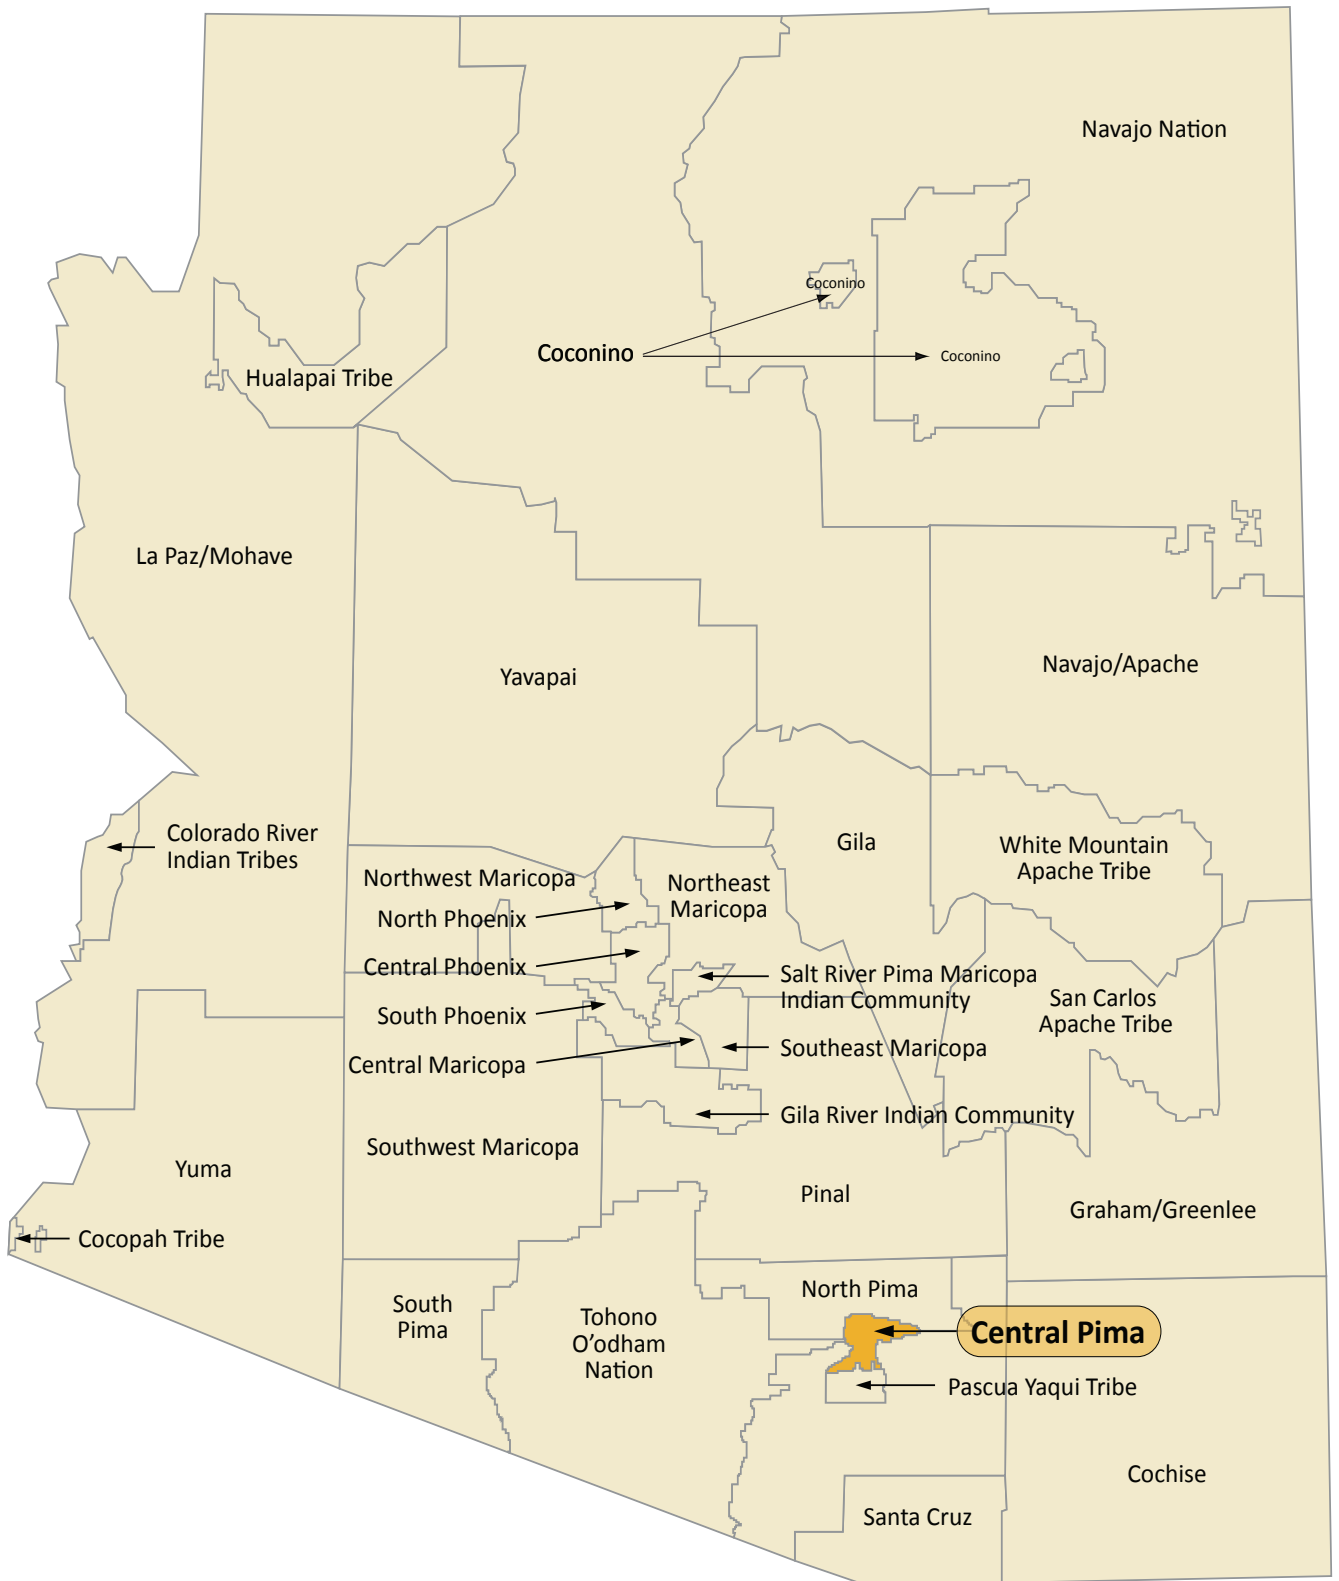 Navajo Nation
Coconino
Coconino
Coconino
Hualapai Tribe
La Paz/Mohave
Yavapai
Navajo/Apache
Colorado River
Indian Tribes
Gila
White Mountain
Apache Tribe
Northwest Maricopa
Northeast
Maricopa
North Phoenix
Central Phoenix
Salt River Pima Maricopa
Indian Community
San Carlos
Apache Tribe
South Phoenix
Southeast Maricopa
Central Maricopa
Gila River Indian Community
Southwest Maricopa
Yuma
Pinal
Graham/Greenlee
Cocopah Tribe
North Pima
South
Pima
Tohono
O'odham
Nation
Central Pima
Pascua Yaqui Tribe
Cochise
Santa Cruz